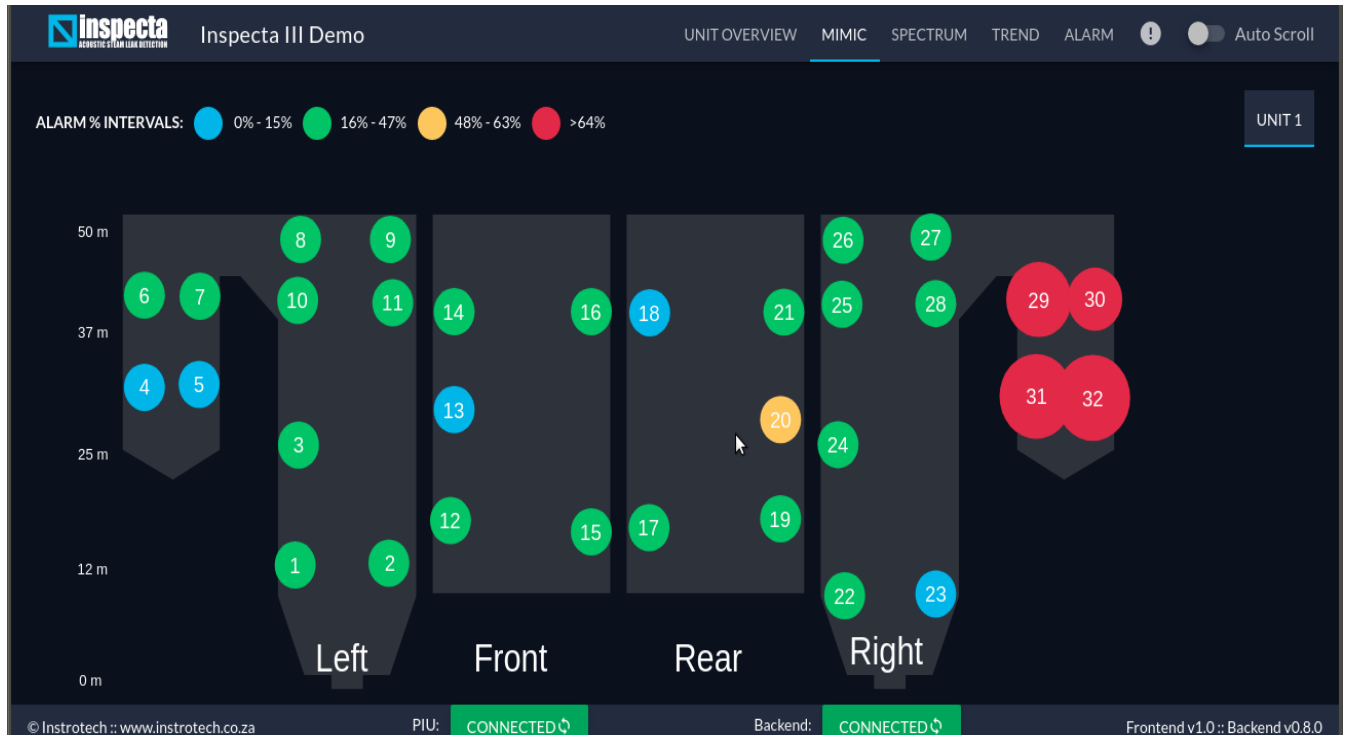 inspecta
ACOUSTIC STEAM LEAK DETECTION
Inspecta III Demo
UNIT OVERVIEW MIMIC SPECTRUM TREND ALARM ! Auto Scroll
ALARM % INTERVALS: 0% - 15% 16% - 47% 48% - 63% >64%
UNIT 1
50 m
8 9 26 27
6 7 10 11 14 16 18 21 25 28 29 30
37 m
4 5 13 20 31 32
3 24
25 m
12 15 17 19
1 2 22 23
12 m
Left Front Rear Right
0 m
© Instrotech :: www.instrotech.co.za PIU: CONNECTED Backend: CONNECTED Frontend v1.0 :: Backend v0.8.0